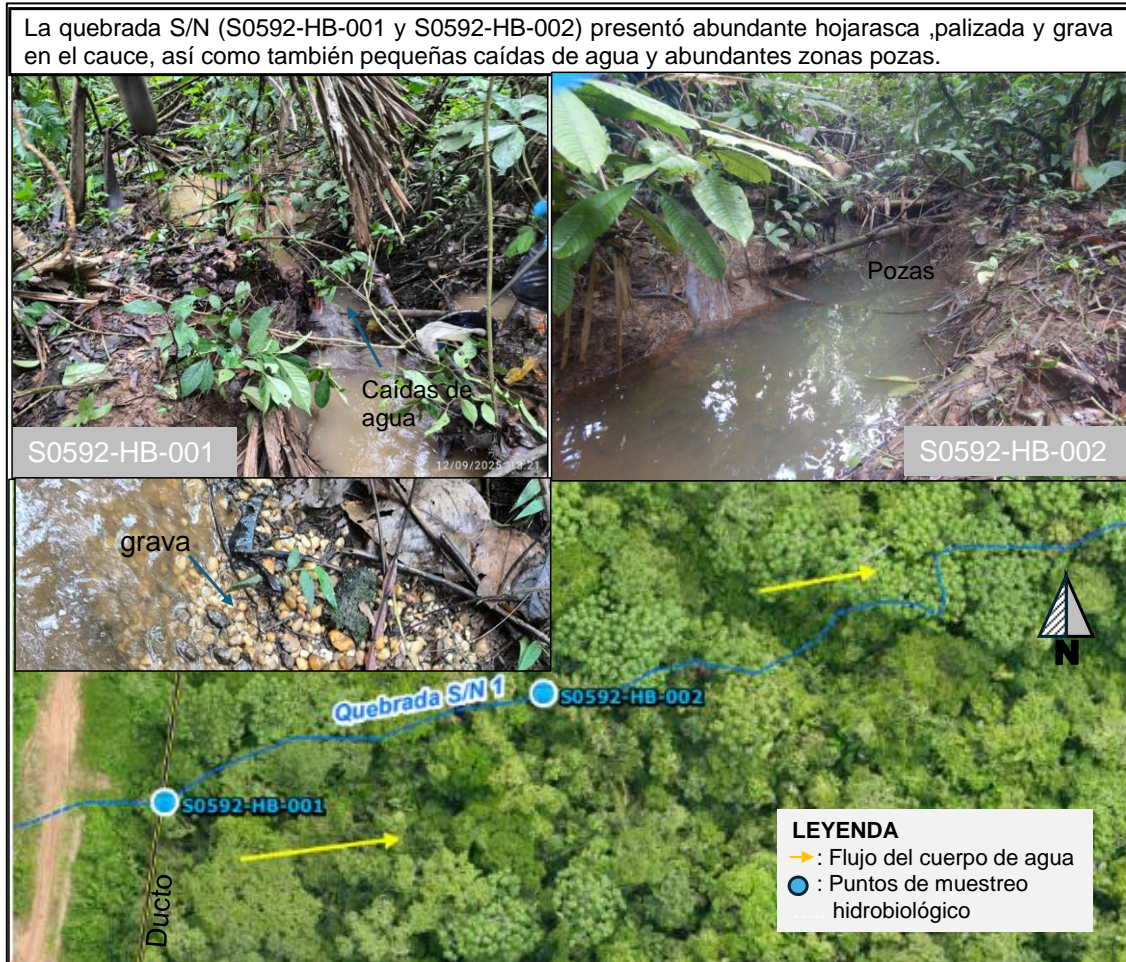 La quebrada S/N (S0592-HB-001 y S0592-HB-002) presentó abundante hojarasca ,palizada y grava
en el cauce, así como también pequeñas caídas de agua y abundantes zonas pozas.
Caídas de
agua
S0592-HB-001
12/09/2025 13:21
Pozas
S0592-HB-002
grava
Quebrada S/N 1
S0592-HB-002
S0592-HB-001
Ducto
N
LEYENDA
: Flujo del cuerpo de agua
: Puntos de muestreo
hidrobiológico